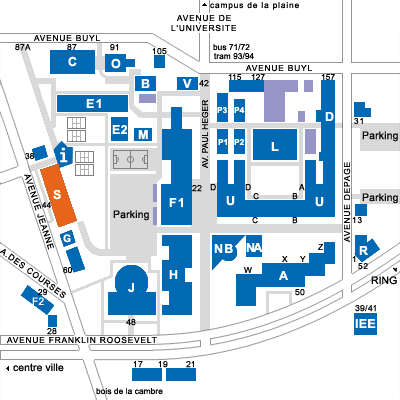 campus de la plaine
AVENUE DE
L'UNIVERSITE
AVENUE BUYL
87A
87
91
105
bus 71/72
tram 93/94
C
O
B
V
42
AVENUE BUYL
115
127
157
E1
E2
M
P3
P4
D
31
Parking
P1
P2
L
AV. PAUL HEGER
38
i
S
44
AVENUE JEANNE
22
F1
D
D
C
B
A
U
U
C
B
AVENUE DEPAGE
Parking
13
Parking
G
60
NB
NA
Z
X
Y
W
A
50
R
1
52
RING
A. DES COURSES
H
J
29
F2
28
48
39/41
IEE
AVENUE FRANKLIN ROOSEVELT
centre ville
17
19
21
bois de la cambre